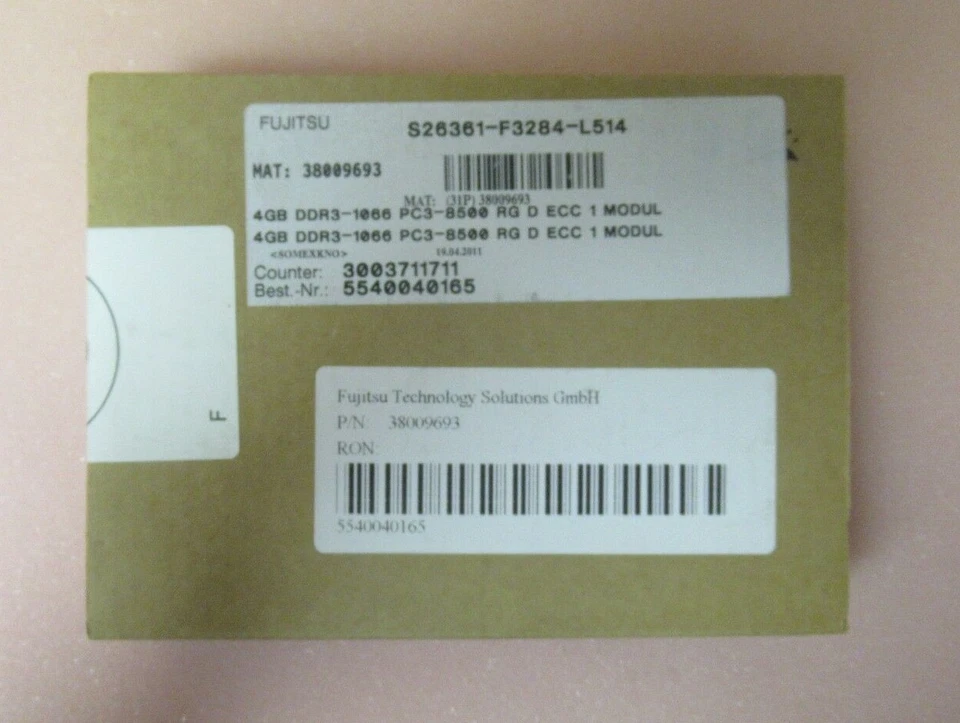 FUJITSU S26361-F3284-L514
MAT: 38009693
MAT: (31P) 38009693
4GB DDR3-1066 PC3-8500 RG D ECC 1 MODUL
4GB DDR3-1066 PC3-8500 RG D ECC 1 MODUL
<SOMEXKNO> 19.04.2011
Counter: 3003711711
Best.-Nr.: 5540040165
F
Fujitsu Technology Solutions GmbH
P/N 38009693
RON:
5540040165